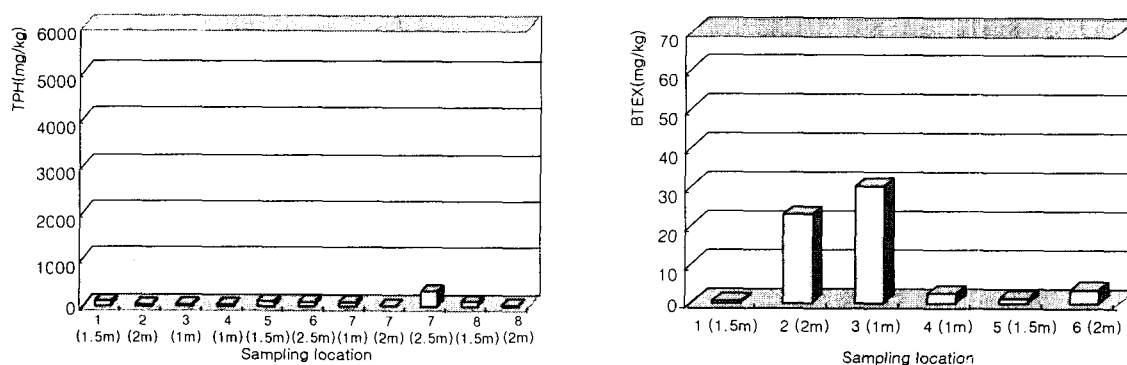 TPH(mg/kg)
6000
5000
4000
3000
2000
1000
0
1 2 3 4 5 6 7 7 7 8 8
(1.5m) (2m) (1m) (1m) (1.5m) (2.5m) (1m) (2m) (2.5m) (1.5m) (2m)
Sampling location
BTEX(mg/kg)
70
60
50
40
30
20
10
0
1 (1.5m) 2 (2m) 3 (1m) 4 (1m) 5 (1.5m) 6 (2m)
Sampling location